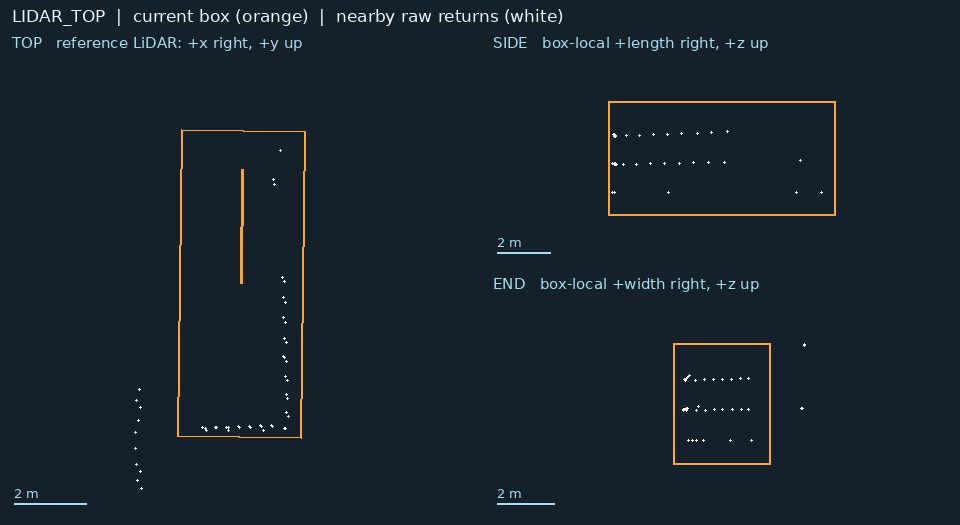 LIDAR_TOP | current box (orange) | nearby raw returns (white)
TOP reference LiDAR: +x right, +y up
SIDE box-local +length right, +z up
2 m
END box-local +width right, +z up
2 m
2 m